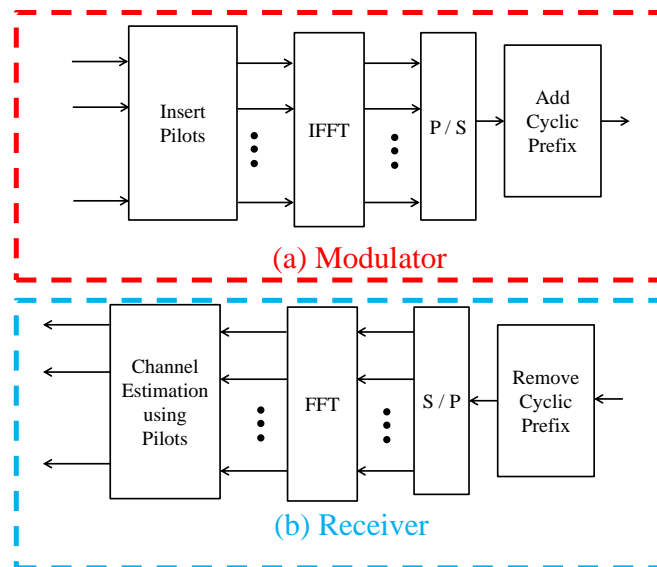 Insert
Pilots
IFFT
P / S
Add
Cyclic
Prefix
(a) Modulator
Channel
Estimation
using
Pilots
FFT
S / P
Remove
Cyclic
Prefix
(b) Receiver